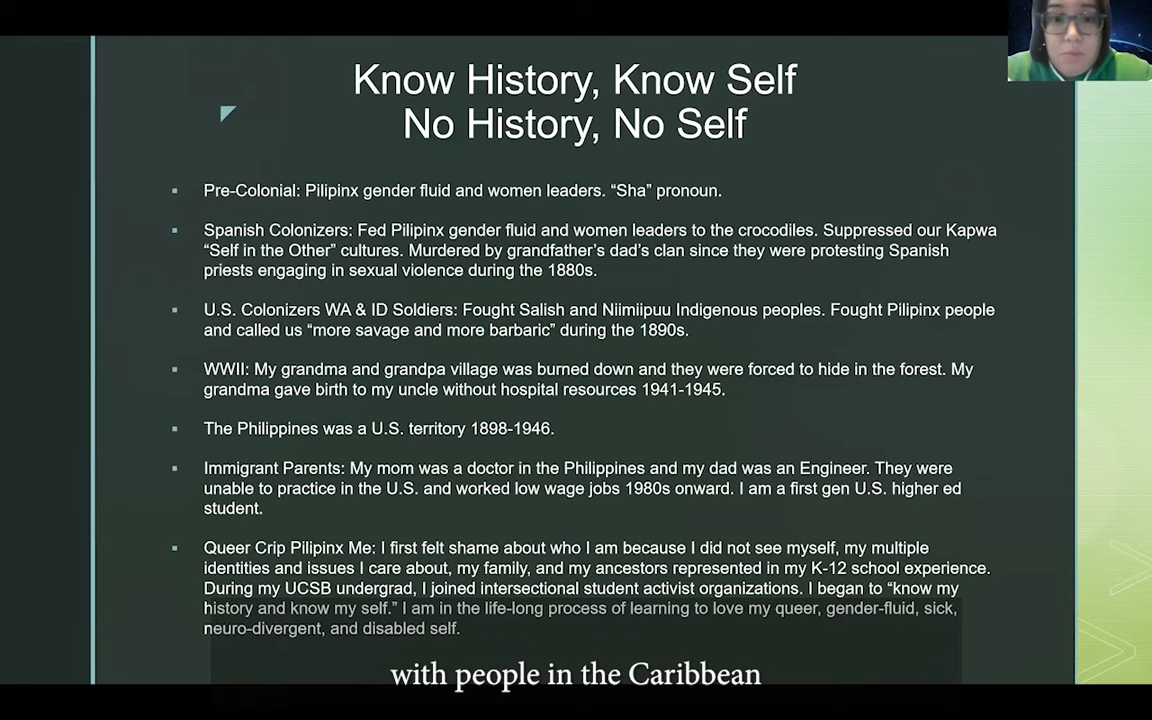 Know History, Know Self
No History, No Self
Pre-Colonial: Pilipinx gender fluid and women leaders. “Sha” pronoun.
Spanish Colonizers: Fed Pilipinx gender fluid and women leaders to the crocodiles. Suppressed our Kapwa
“Self in the Other” cultures. Murdered by grandfather’s dad’s clan since they were protesting Spanish
priests engaging in sexual violence during the 1880s.
U.S. Colonizers WA & ID Soldiers: Fought Salish and Niimiipuu Indigenous peoples. Fought Pilipinx people
and called us “more savage and more barbaric” during the 1890s.
WWII: My grandma and grandpa village was burned down and they were forced to hide in the forest. My
grandma gave birth to my uncle without hospital resources 1941-1945.
The Philippines was a U.S. territory 1898-1946.
Immigrant Parents: My mom was a doctor in the Philippines and my dad was an Engineer. They were
unable to practice in the U.S. and worked low wage jobs 1980s onward. I am a first gen U.S. higher ed
student.
Queer Crip Pilipinx Me: I first felt shame about who I am because I did not see myself, my multiple
identities and issues I care about, my family, and my ancestors represented in my K-12 school experience.
During my UCSB undergrad, I joined intersectional student activist organizations. I began to “know my
history and know my self.” I am in the life-long process of learning to love my queer, gender-fluid, sick,
neuro-divergent, and disabled self.
with people in the Caribbean